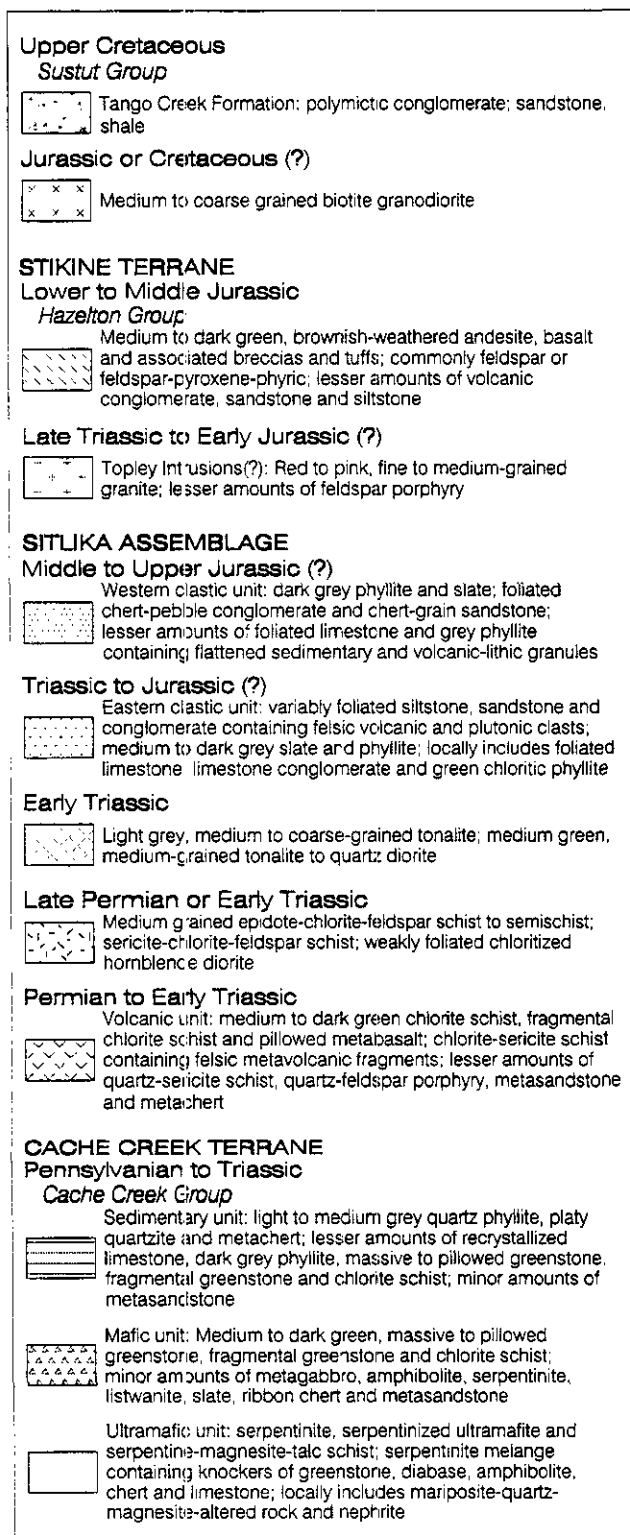 Upper Cretaceous
Sustut Group
Tango Creek Formation: polymictic conglomerate; sandstone,
shale
Jurassic or Cretaceous (?)
Medium to coarse grained biotite granodiorite
STIKINE TERRANE
Lower to Middle Jurassic
Hazelton Group
Medium to dark green, brownish-weathered andesite, basalt
and associated breccias and tuffs; commonly feldspar or
feldspar-pyroxene-phyric; lesser amounts of volcanic
conglomerate, sandstone and siltstone
Late Triassic to Early Jurassic (?)
Topley Intrusions(?): Red to pink, fine to medium-grained
granite; lesser amounts of feldspar porphyry
SITLIKA ASSEMBLAGE
Middle to Upper Jurassic (?)
Western clastic unit: dark grey phyllite and slate; foliated
chert-pebble conglomerate and chert-grain sandstone;
lesser amounts of foliated limestone and grey phyllite
containing flattened sedimentary and volcanic-lithic granules
Triassic to Jurassic (?)
Eastern clastic unit: variably foliated siltstone, sandstone and
conglomerate containing felsic volcanic and plutonic clasts;
medium to dark grey slate and phyllite; locally includes foliated
limestone limestone conglomerate and green chloritic phyllite
Early Triassic
Light grey, medium to coarse-grained tonalite; medium green,
medium-grained tonalite to quartz diorite
Late Permian or Early Triassic
Medium grained epidote-chlorite-feldspar schist to semischist;
sericite-chlorite-feldspar schist; weakly foliated chloritized
hornblende diorite
Permian to Early Triassic
Volcanic unit: medium to dark green chlorite schist, fragmental
chlorite schist and pillowed metabasalt; chlorite-sericite schist
containing felsic metavolcanic fragments; lesser amounts of
quartz-sericite schist, quartz-feldspar porphyry, metasandstone
and metachert
CACHE CREEK TERRANE
Pennsylvanian to Triassic
Cache Creek Group
Sedimentary unit: light to medium grey quartz phyllite, platy
quartzite and metachert; lesser amounts of recrystallized
limestone, dark grey phyllite, massive to pillowed greenstone,
fragmental greenstone and chlorite schist; minor amounts of
metasandstone
Mafic unit: Medium to dark green, massive to pillowed
greenstone, fragmental greenstone and chlorite schist;
minor amounts of metagabbro, amphibolite, serpentinite,
listwanite, slate, ribbon chert and metasandstone
Ultramafic unit: serpentinite, serpentinized ultramafite and
serpentine-magnesite-talc schist; serpentinite melange
containing knockers of greenstone, diabase, amphibolite,
chert and limestone; locally includes mariposite-quartz-
magnesite-altered rock and nephrite